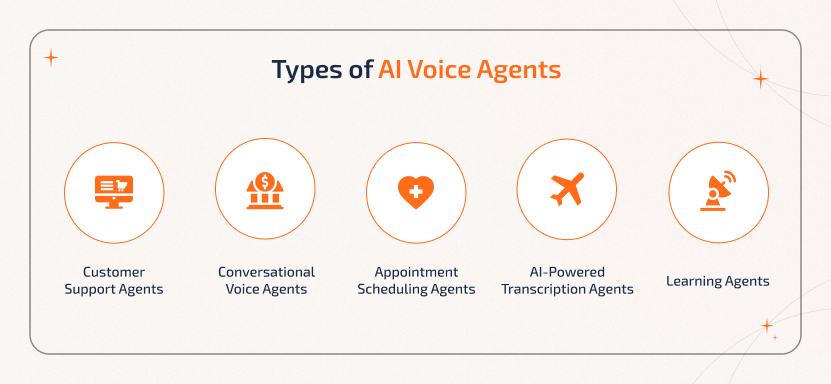 Types of AI Voice Agents
Customer
Support Agents
Conversational
Voice Agents
Appointment
Scheduling Agents
AI-Powered
Transcription Agents
Learning Agents